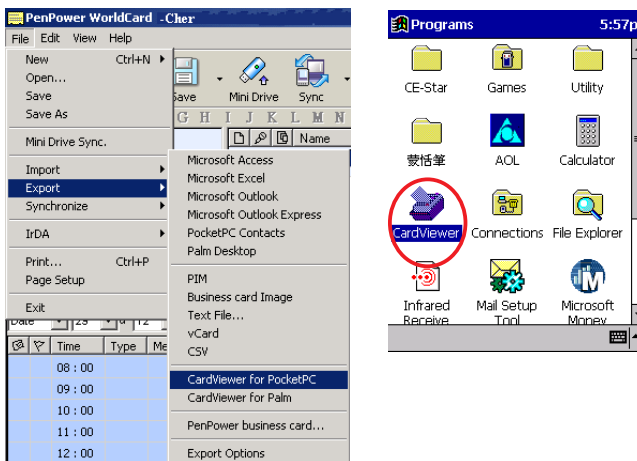 PenPower WorldCard - Cher
File Edit View Help
New Ctrl+N
Open...
Save
Save As
Mini Drive Sync.
Import
Export
Synchronize
IrDA
Print... Ctrl+P
Page Setup
Exit
Save Mini Drive Sync
G H I J K L M N
Name
Microsoft Access
Microsoft Excel
Microsoft Outlook
Microsoft Outlook Express
PocketPC Contacts
Palm Desktop
PIM
Business card Image
Text File...
vCard
CSV
CardViewer for PocketPC
CardViewer for Palm
PenPower business card...
Export Options
Date 29 12
Time Type Me
08 : 00
09 : 00
10 : 00
11 : 00
12 : 00
Programs 5:57p
CE-Star Games Utility
蒙恬筆 AOL Calculator
CardViewer Connections File Explorer
Infrared Receive
Mail Setup Tool
Microsoft Money